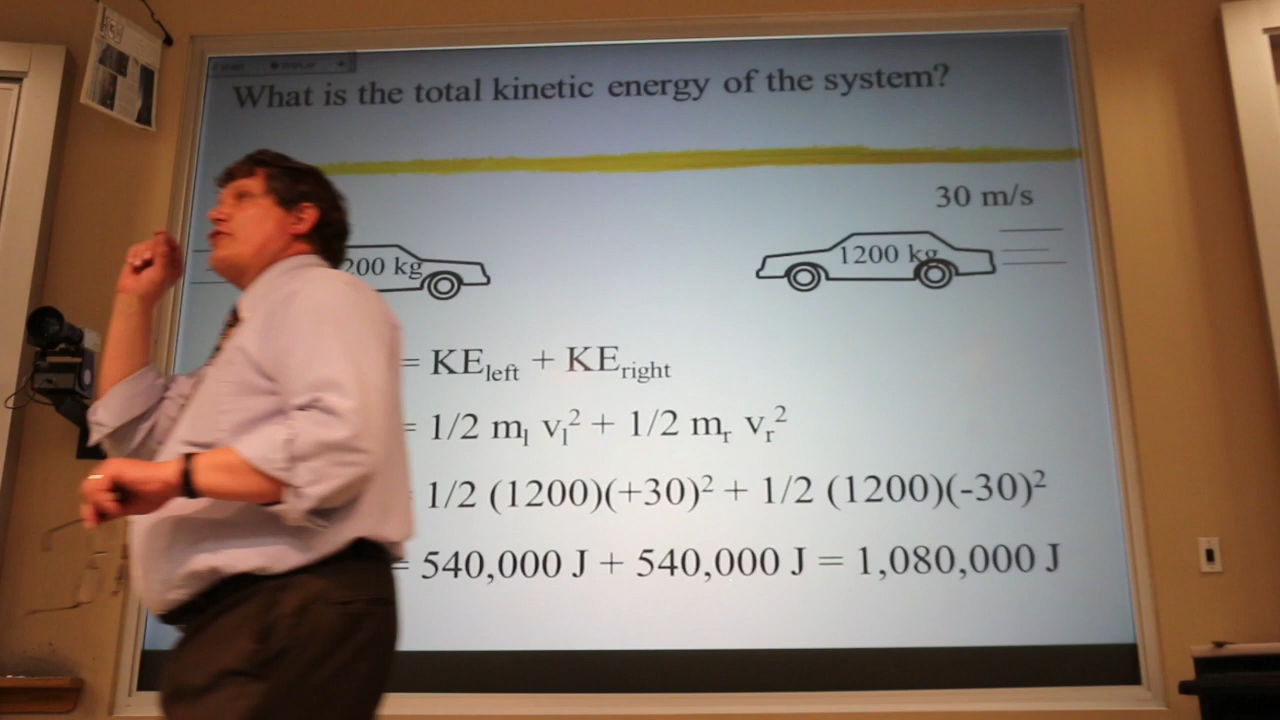 What is the total kinetic energy of the system?
30 m/s
200 kg
1200 kg
= KEleft + KEright
= 1/2 ml vl² + 1/2 mr vr²
1/2 (1200)(+30)² + 1/2 (1200)(-30)²
= 540,000 J + 540,000 J = 1,080,000 J